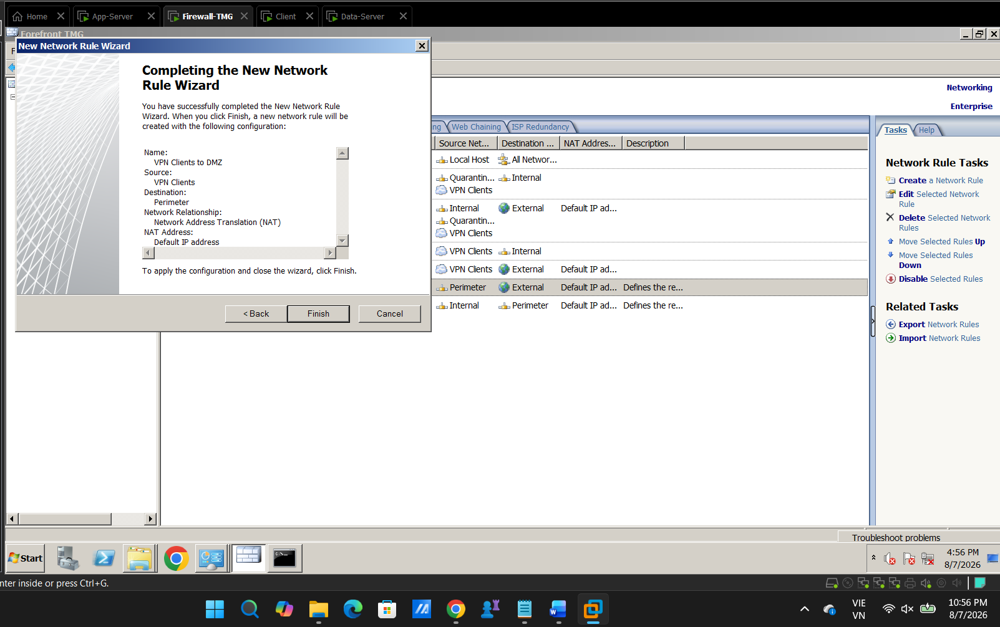 Home
App-Server
Firewall-TMG
Client
Data-Server
Forefront TMG
New Network Rule Wizard
Completing the New Network
Rule Wizard
You have successfully completed the New Network Rule
Wizard. When you click Finish, a new network rule will be
created with the following configuration:
Name:
VPN Clients to DMZ
Source:
VPN Clients
Destination:
Perimeter
Network Relationship:
Network Address Translation (NAT)
NAT Address:
Default IP address
To apply the configuration and close the wizard, click Finish.
< Back
Finish
Cancel
Networking
Enterprise
ng
Web Chaining
ISP Redundancy
Source Net...
Destination ...
NAT Addres...
Description
Local Host
All Networ...
Quarantin...
Internal
VPN Clients
Internal
External
Default IP ad...
Quarantin...
VPN Clients
VPN Clients
Internal
VPN Clients
External
Default IP ad...
Perimeter
External
Default IP ad...
Defines the re...
Internal
Perimeter
Default IP ad...
Defines the re...
Tasks
Help
Network Rule Tasks
Create a Network Rule
Edit Selected Network
Rule
Delete Selected Network
Rules
Move Selected Rules Up
Move Selected Rules
Down
Disable Selected Rules
Related Tasks
Export Network Rules
Import Network Rules
Troubleshoot problems
Start
4:56 PM
8/7/2026
nter inside or press Ctrl+G.
VIE
VN
10:56 PM
8/7/2026